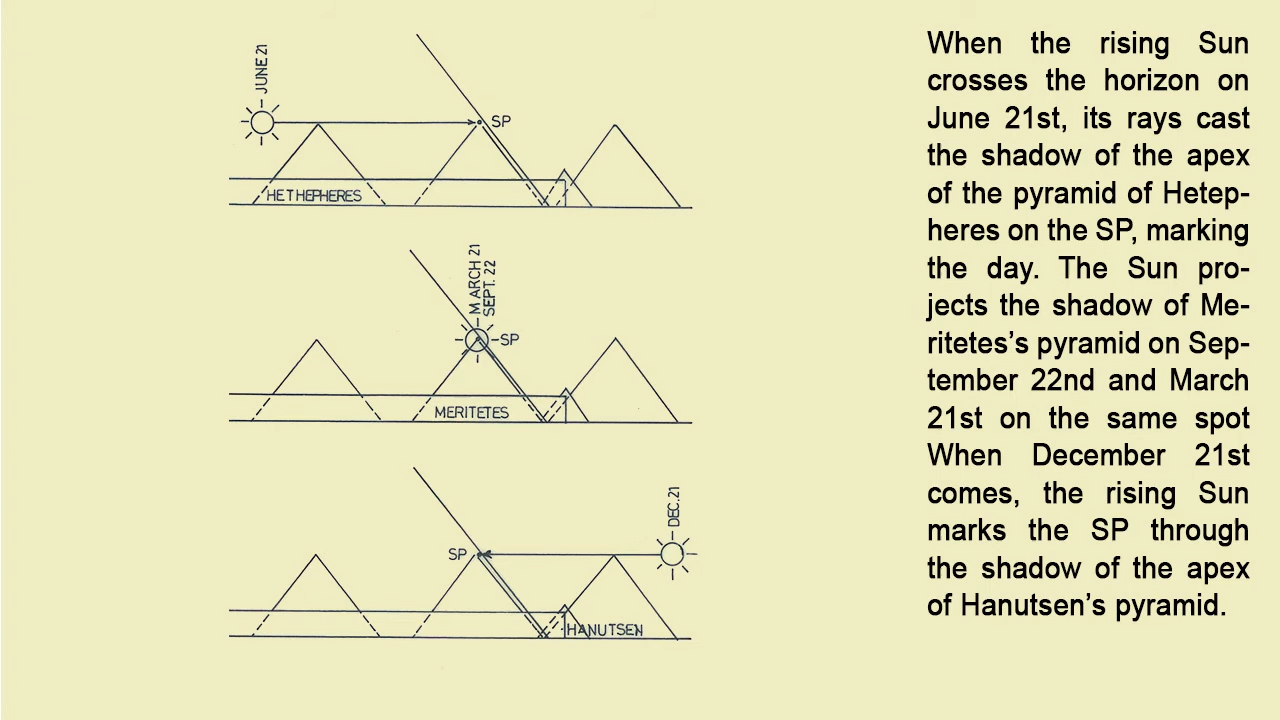 JUNE 21
SP
HETHEPHERES
MARCH 21
SEPT. 22
SP
MERITETES
DEC. 21
SP
HANUTSEN
When the rising Sun
crosses the horizon on
June 21st, its rays cast
the shadow of the apex
of the pyramid of Hetep-
heres on the SP, marking
the day. The Sun pro-
jects the shadow of Me-
ritetes’s pyramid on Sep-
tember 22nd and March
21st on the same spot
When December 21st
comes, the rising Sun
marks the SP through
the shadow of the apex
of Hanutsen’s pyramid.